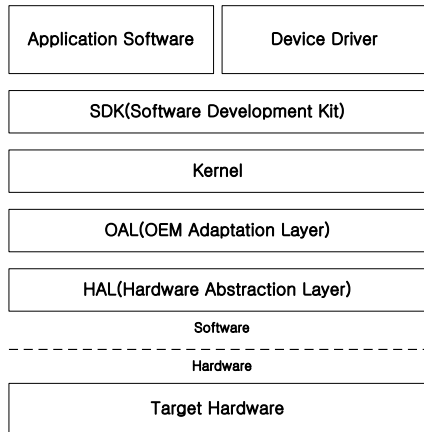 Application Software
Device Driver
SDK(Software Development Kit)
Kernel
OAL(OEM Adaptation Layer)
HAL(Hardware Abstraction Layer)
Software
Hardware
Target Hardware